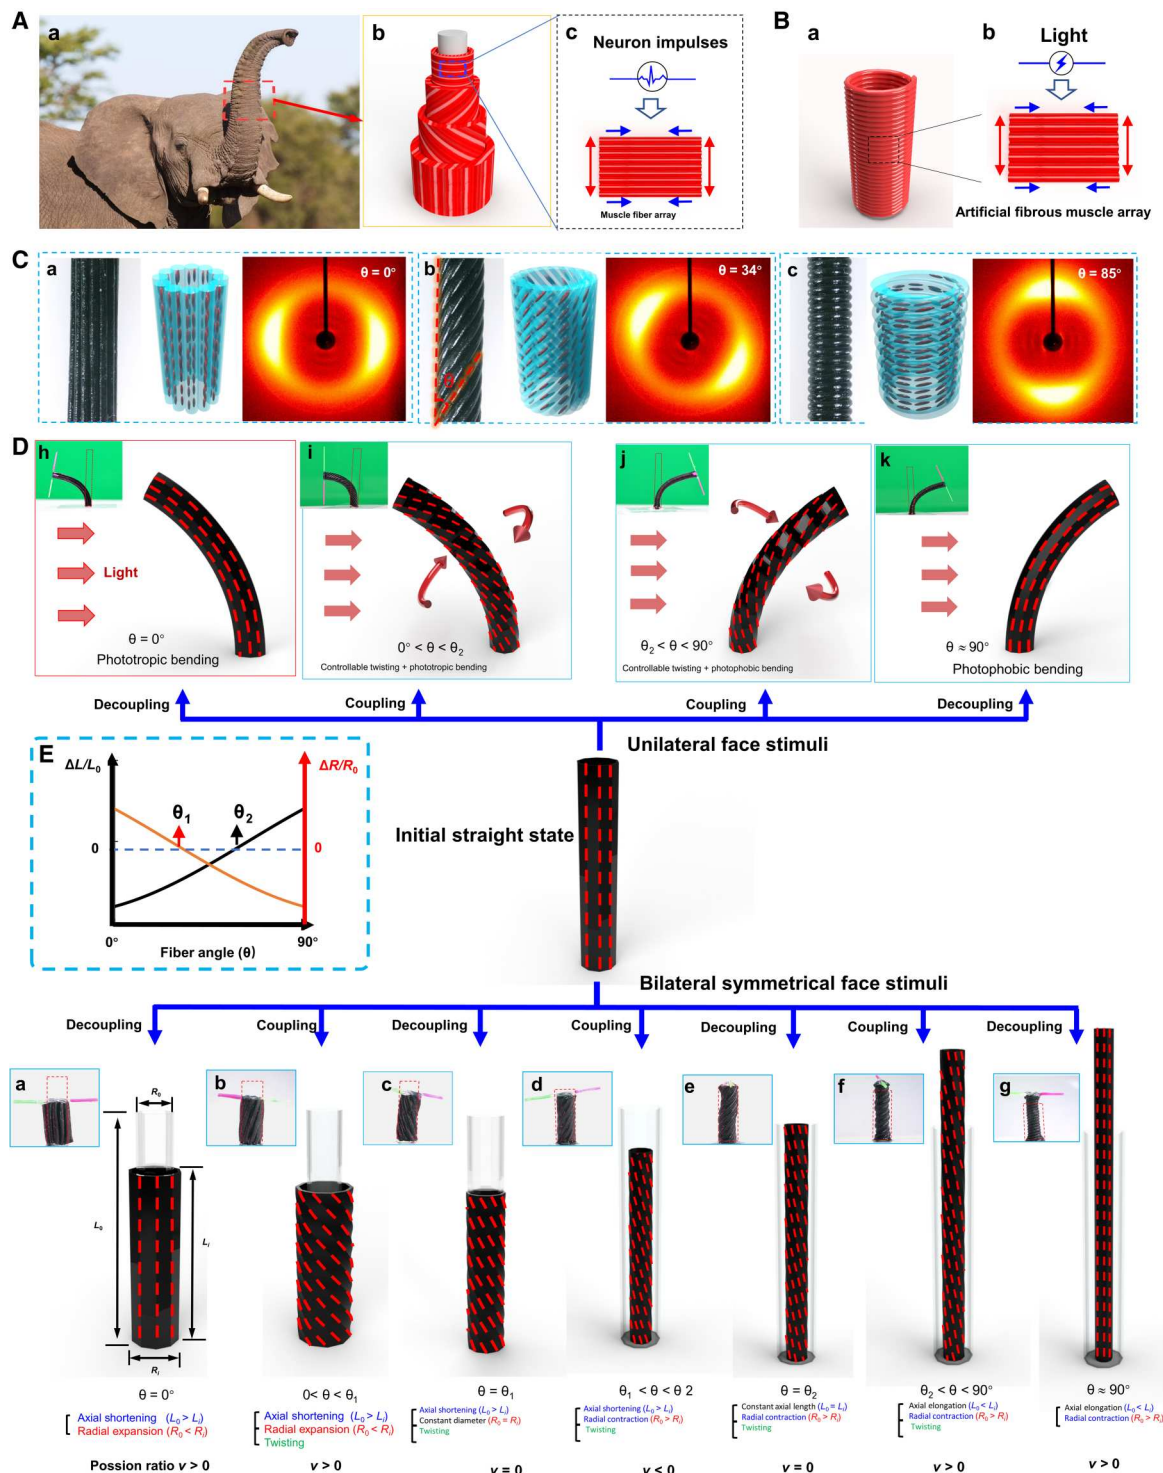 A
a
b
c
Neuron impulses
Muscle fiber array
B
a
b
Light
Artificial fibrous muscle array
C
a
θ = 0°
b
θ
θ = 34°
c
θ = 85°
D
h
Light
θ = 0°
Phototropic bending
i
0° < θ < θ2
Controllable twisting + phototropic bending
j
θ2 < θ < 90°
Controllable twisting + photophobic bending
k
θ ≈ 90°
Photophobic bending
Decoupling
Coupling
Coupling
Decoupling
Unilateral face stimuli
E
ΔL/L0
ΔR/R0
θ1
θ2
0
0
0°
90°
Fiber angle (θ)
Initial straight state
Bilateral symmetrical face stimuli
Decoupling
Coupling
Decoupling
Coupling
Decoupling
Coupling
Decoupling
a
b
c
d
e
f
g
R0
L0
Li
Ri
θ = 0°
Axial shortening (L0 > Li)
Radial expansion (R0 < Ri)
Possion ratio v > 0
0< θ < θ1
Axial shortening (L0 > Li)
Radial expansion (R0 < Ri)
Twisting
v > 0
θ = θ1
Axial shortening (L0 > Li)
Constant diameter (R0 = Ri)
Twisting
v = 0
θ1 < θ < θ 2
Axial shortening (L0 > Li)
Radial contraction (R0 > Ri)
Twisting
v < 0
θ = θ2
Constant axial length (L0 = Li)
Radial contraction (R0 > Ri)
Twisting
v = 0
θ2 < θ < 90°
Axial elongation (L0 < Li)
Radial contraction (R0 > Ri)
Twisting
v > 0
θ ≈ 90°
Axial elongation (L0 < Li)
Radial contraction (R0 > Ri)
v > 0